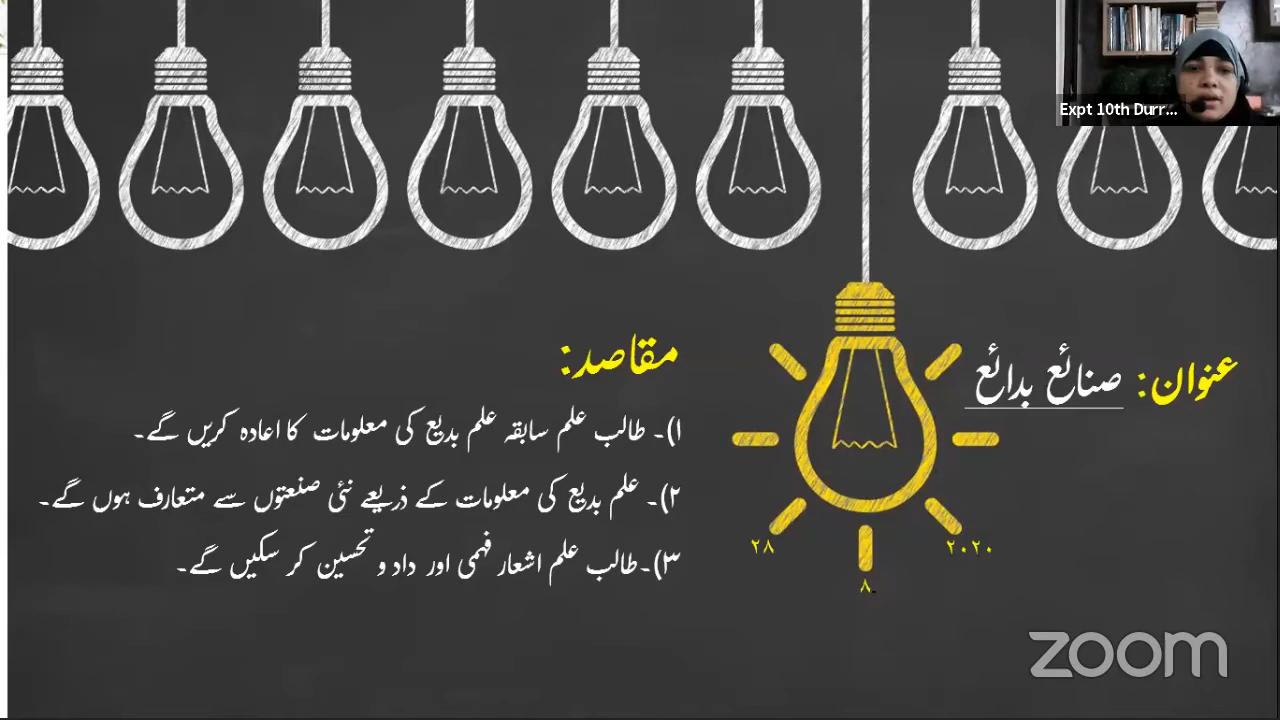 Expt 10th Durr...
عنوان: صنائع بدائع
مقاصد:
۱)۔ طالب علم سابقہ علم بدیع کی معلومات کا اعادہ کریں گے۔
۲)۔ علم بدیع کی معلومات کے ذریعے نئی صنعتوں سے متعارف ہوں گے۔
۳)۔طالب علم اشعار فہمی اور داد و تحسین کر سکیں گے۔
۲۸
۸
۲۰۲۰
zoom